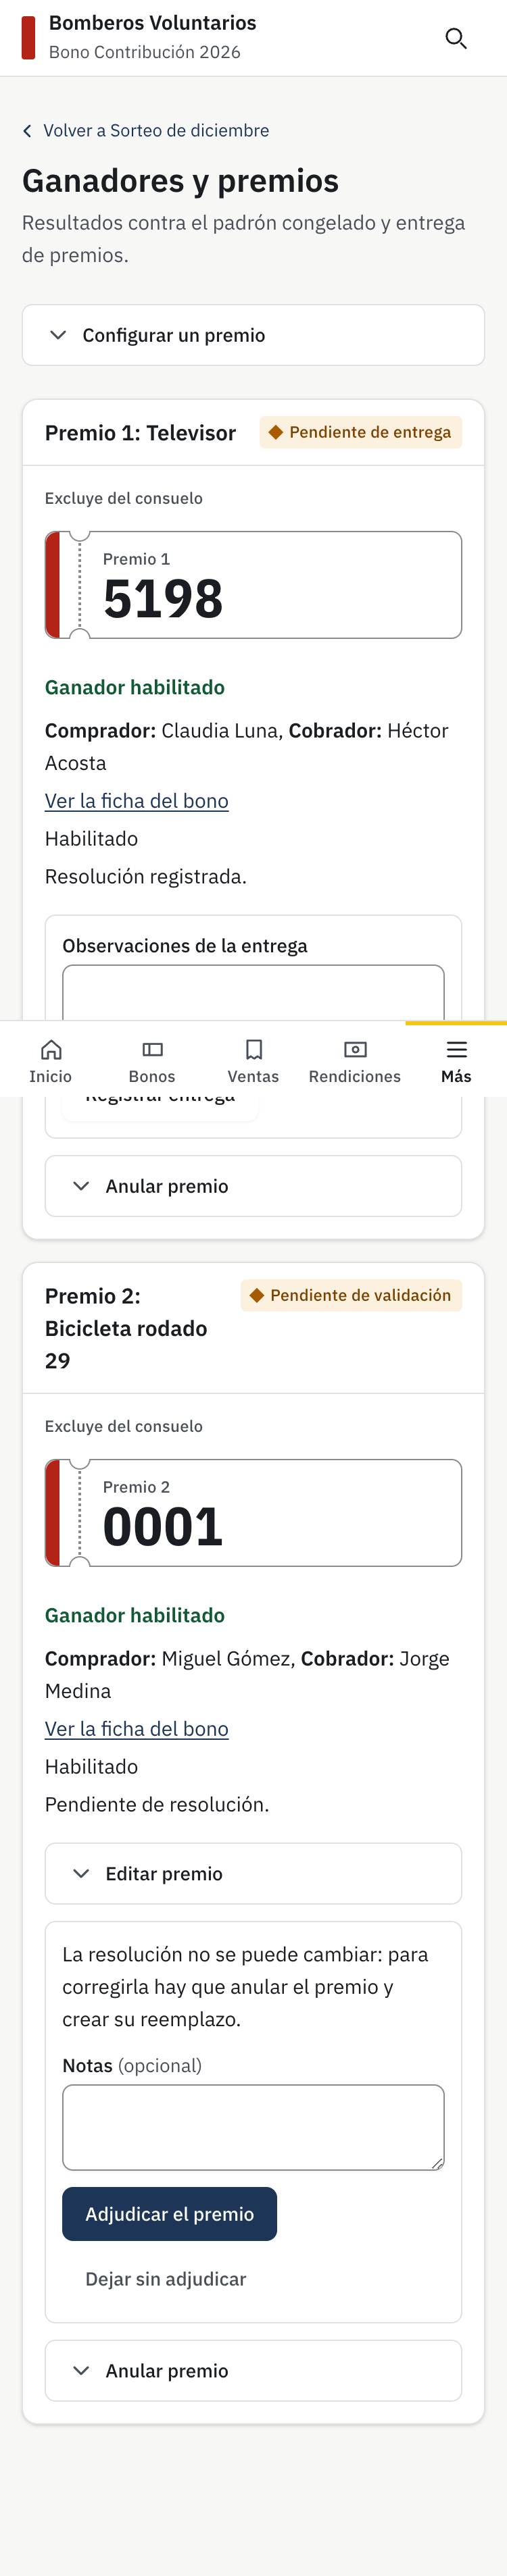 Bomberos Voluntarios
Bono Contribución 2026
Volver a Sorteo de diciembre
Ganadores y premios
Resultados contra el padrón congelado y entrega
de premios.
Configurar un premio
Premio 1: Televisor
Pendiente de entrega
Excluye del consuelo
Premio 1
5198
Ganador habilitado
Comprador: Claudia Luna, Cobrador: Héctor
Acosta
Ver la ficha del bono
Habilitado
Resolución registrada.
Observaciones de la entrega
Inicio
Bonos
Ventas
Rendiciones
Más
Registrar entrega
Anular premio
Premio 2:
Bicicleta rodado
29
Pendiente de validación
Excluye del consuelo
Premio 2
0001
Ganador habilitado
Comprador: Miguel Gómez, Cobrador: Jorge
Medina
Ver la ficha del bono
Habilitado
Pendiente de resolución.
Editar premio
La resolución no se puede cambiar: para
corregirla hay que anular el premio y
crear su reemplazo.
Notas (opcional)
Adjudicar el premio
Dejar sin adjudicar
Anular premio